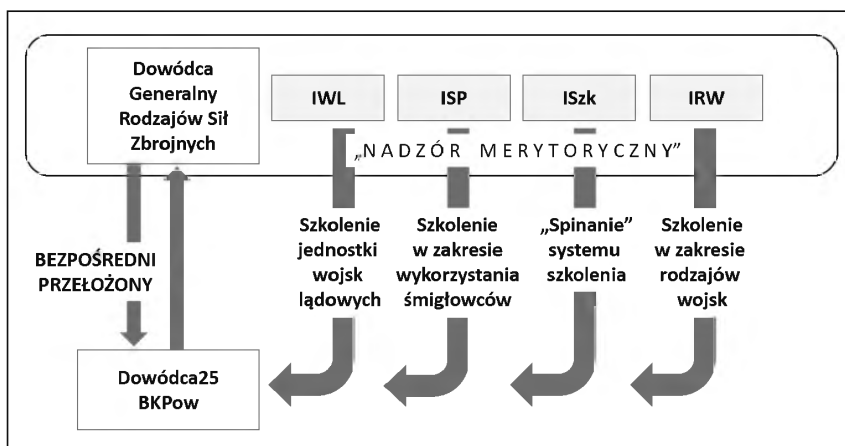 Dowódca
Generalny
Rodzajów Sił
Zbrojnych
IWL
ISP
ISzk
IRW
„NADZÓR MERYTORYCZNY”
BEZPOŚREDNI
PRZEŁOŻONY
Szkolenie
jednostki
wojsk
lądowych
Szkolenie
w zakresie
wykorzystania
śmigłowców
„Spinanie”
systemu
szkolenia
Szkolenie
w zakresie
rodzajów
wojsk
Dowódca25
BKPow